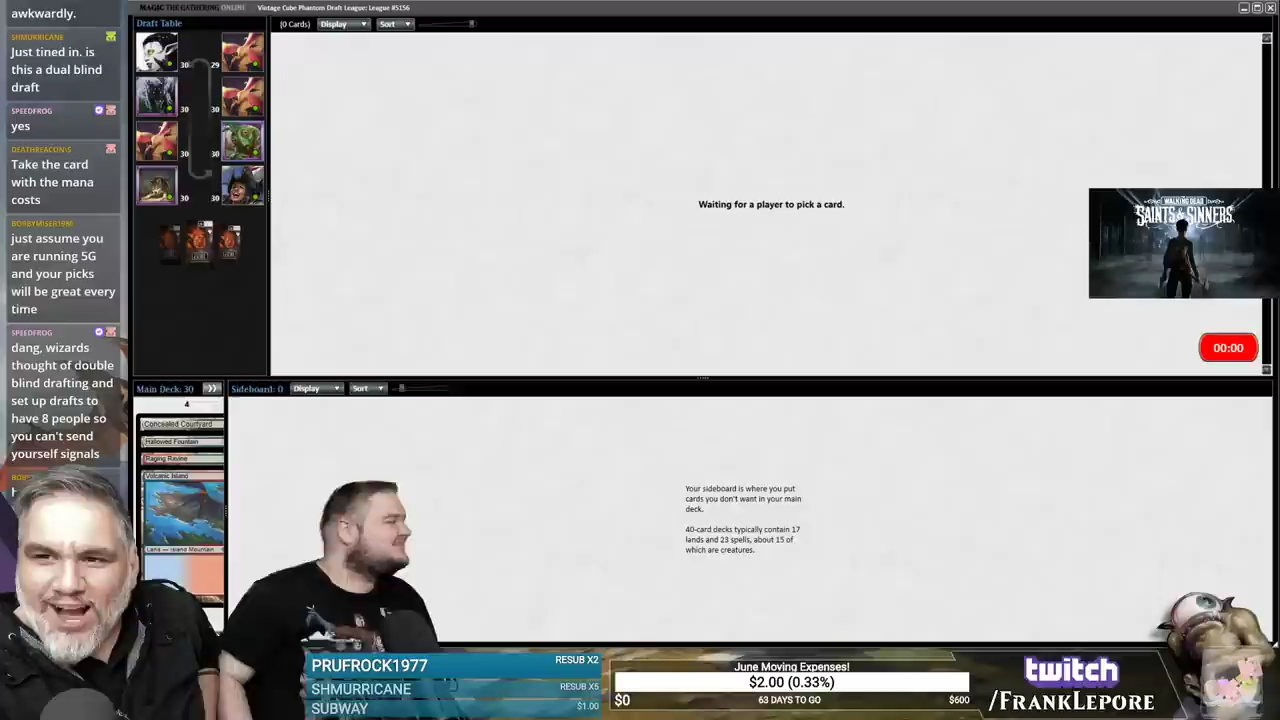 MAGIC THE GATHERING ONLINE
Vintage Cube Phantom Draft League: League #5156
awkwardly.
SHMURRICANE
Just tined in. is
this a dual blind
draft
SPEEDFROG
yes
DEATHREACONS
Take the card
with the mana
costs
BOBBYMISER1980
just assume you
are running 5G
and your picks
will be great every
time
SPEEDFROG
dang, wizards
thought of double
blind drafting and
set up drafts to
have 8 people so
you can't send
yourself signals
Draft Table
(0 Cards)
Display
Sort
30
29
30
30
30
30
30
30
Waiting for a player to pick a card.
THE WALKING DEAD
SAINTS & SINNERS
00:00
Main Deck: 30
Sideboard: 0
Display
Sort
4
Concealed Courtyard
Hallowed Fountain
Raging Ravine
Volcanic Island
Land — Island Mountain
Your sideboard is where you put
cards you don't want in your main
deck.
40-card decks typically contain 17
lands and 23 spells, about 15 of
which are creatures.
PRUFROCK1977
RESUB X2
SHMURRICANE
RESUB X5
SUBWAY
$1.00
June Moving Expenses!
$2.00 (0.33%)
$0
63 DAYS TO GO
$600
twitch
/FRANKLEPORE